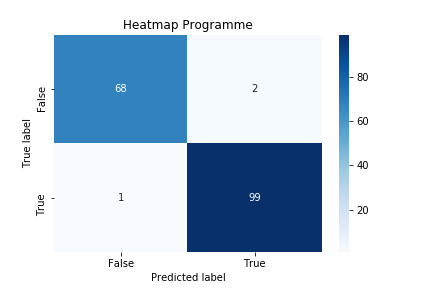 Heatmap Programme
True label
False
68
2
True
1
99
False
True
Predicted label
80
60
40
20